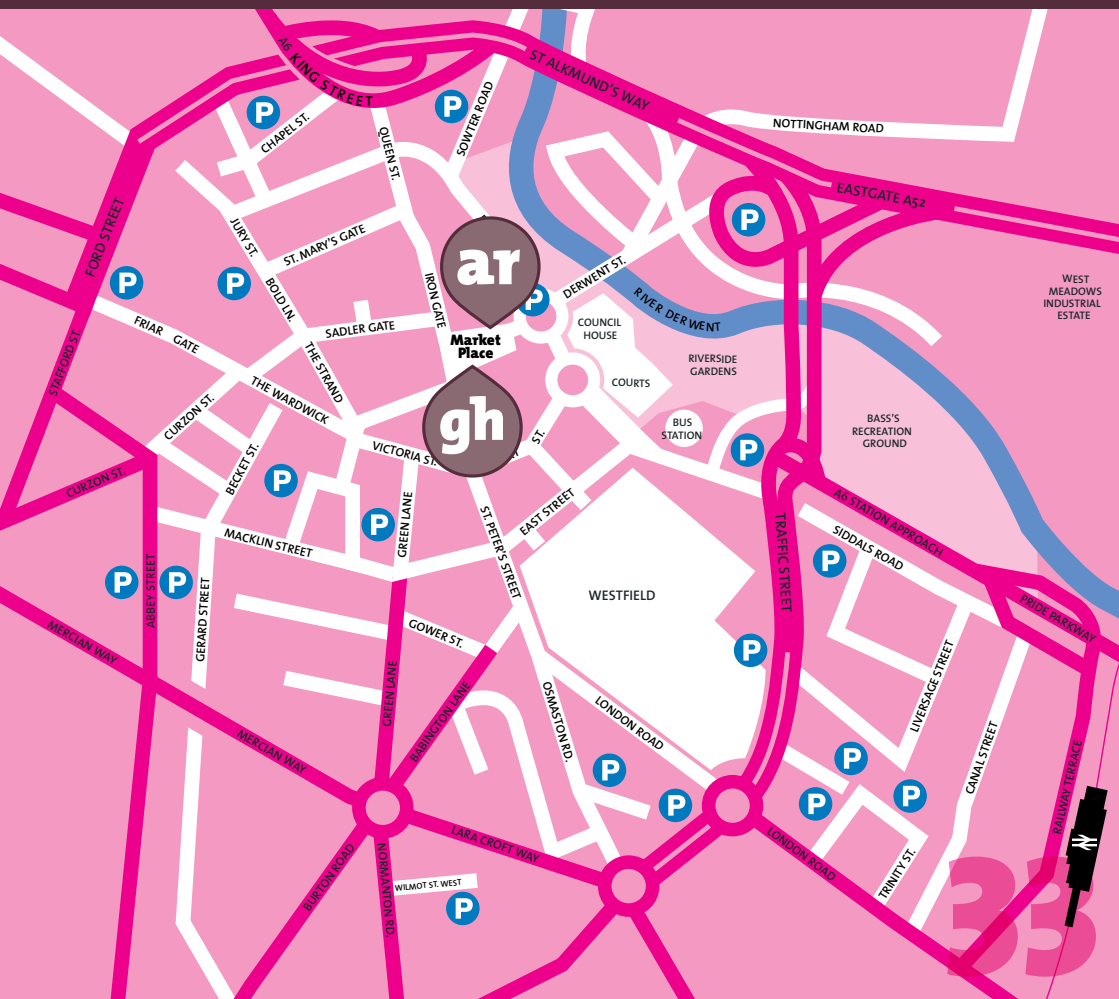 A6 KING STREET
ST ALKMUND'S WAY
P
P
CHAPEL ST.
SOWTER ROAD
NOTTINGHAM ROAD
QUEEN ST.
EASTGATE A52
FORD STREET
JURY ST.
ST. MARY'S GATE
P
ar
DERWENT ST.
P
P
BOLD LN.
IRON GATE
P
RIVER DERWENT
WEST
MEADOWS
INDUSTRIAL
ESTATE
FRIAR GATE
SADLER GATE
Market
Place
COUNCIL
HOUSE
STAFFORD ST.
THE STRAND
RIVERSIDE
GARDENS
COURTS
THE WARDWICK
CURZON ST.
gh
BUS
STATION
BASS'S
RECREATION
GROUND
VICTORIA ST.
ST.
P
BECKET ST.
CURZON ST.
P
GREEN LANE
P
EAST STREET
A6 STATION APPROACH
MACKLIN STREET
ST. PETER'S STREET
TRAFFIC STREET
SIDDALS ROAD
P
P
P
ABBEY STREET
GERARD STREET
WESTFIELD
PRIDE PARKWAY
MERCIAN WAY
GOWER ST.
P
GREEN LANE
BABINGTON LANE
OSMASTON RD.
LONDON ROAD
LIVERSAGE STREET
CANAL STREET
MERCIAN WAY
P
P
P
P
P
RAILWAY TERRACE
LARA CROFT WAY
LONDON ROAD
TRINITY ST.
BURTON ROAD
NORMANTON RD.
WILMOT ST. WEST
P
33